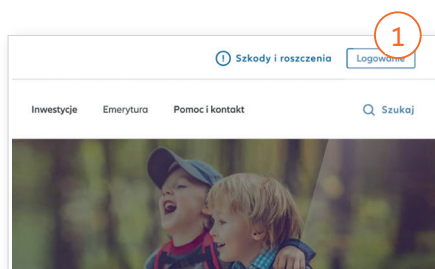 1
Szkody i roszczenia Logowanie
Inwestycje Emerytura Pomoc i kontakt Szukaj